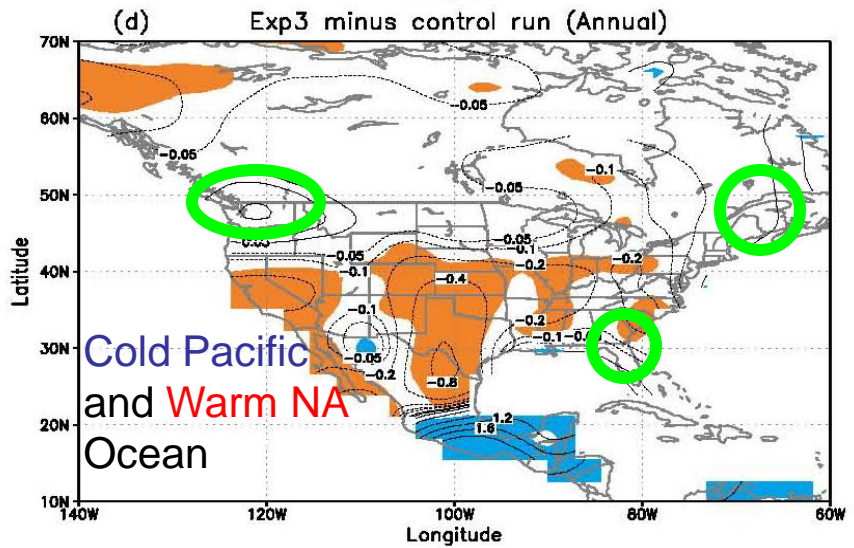 (d) Exp3 minus control run (Annual)
70N
60N
50N
40N
30N
20N
10N
Latitude
-0.05
-0.05
-0.05
-0.1
-0.05
-0.05
-0.1
-0.2
-0.2
-0.1
-0.4
-0.1
-0.2
-0.1
-0.05
-0.2
-0.8
1.2
1.6
Cold Pacific
and Warm NA
Ocean
140W 120W 100W 80W 60W
Longitude